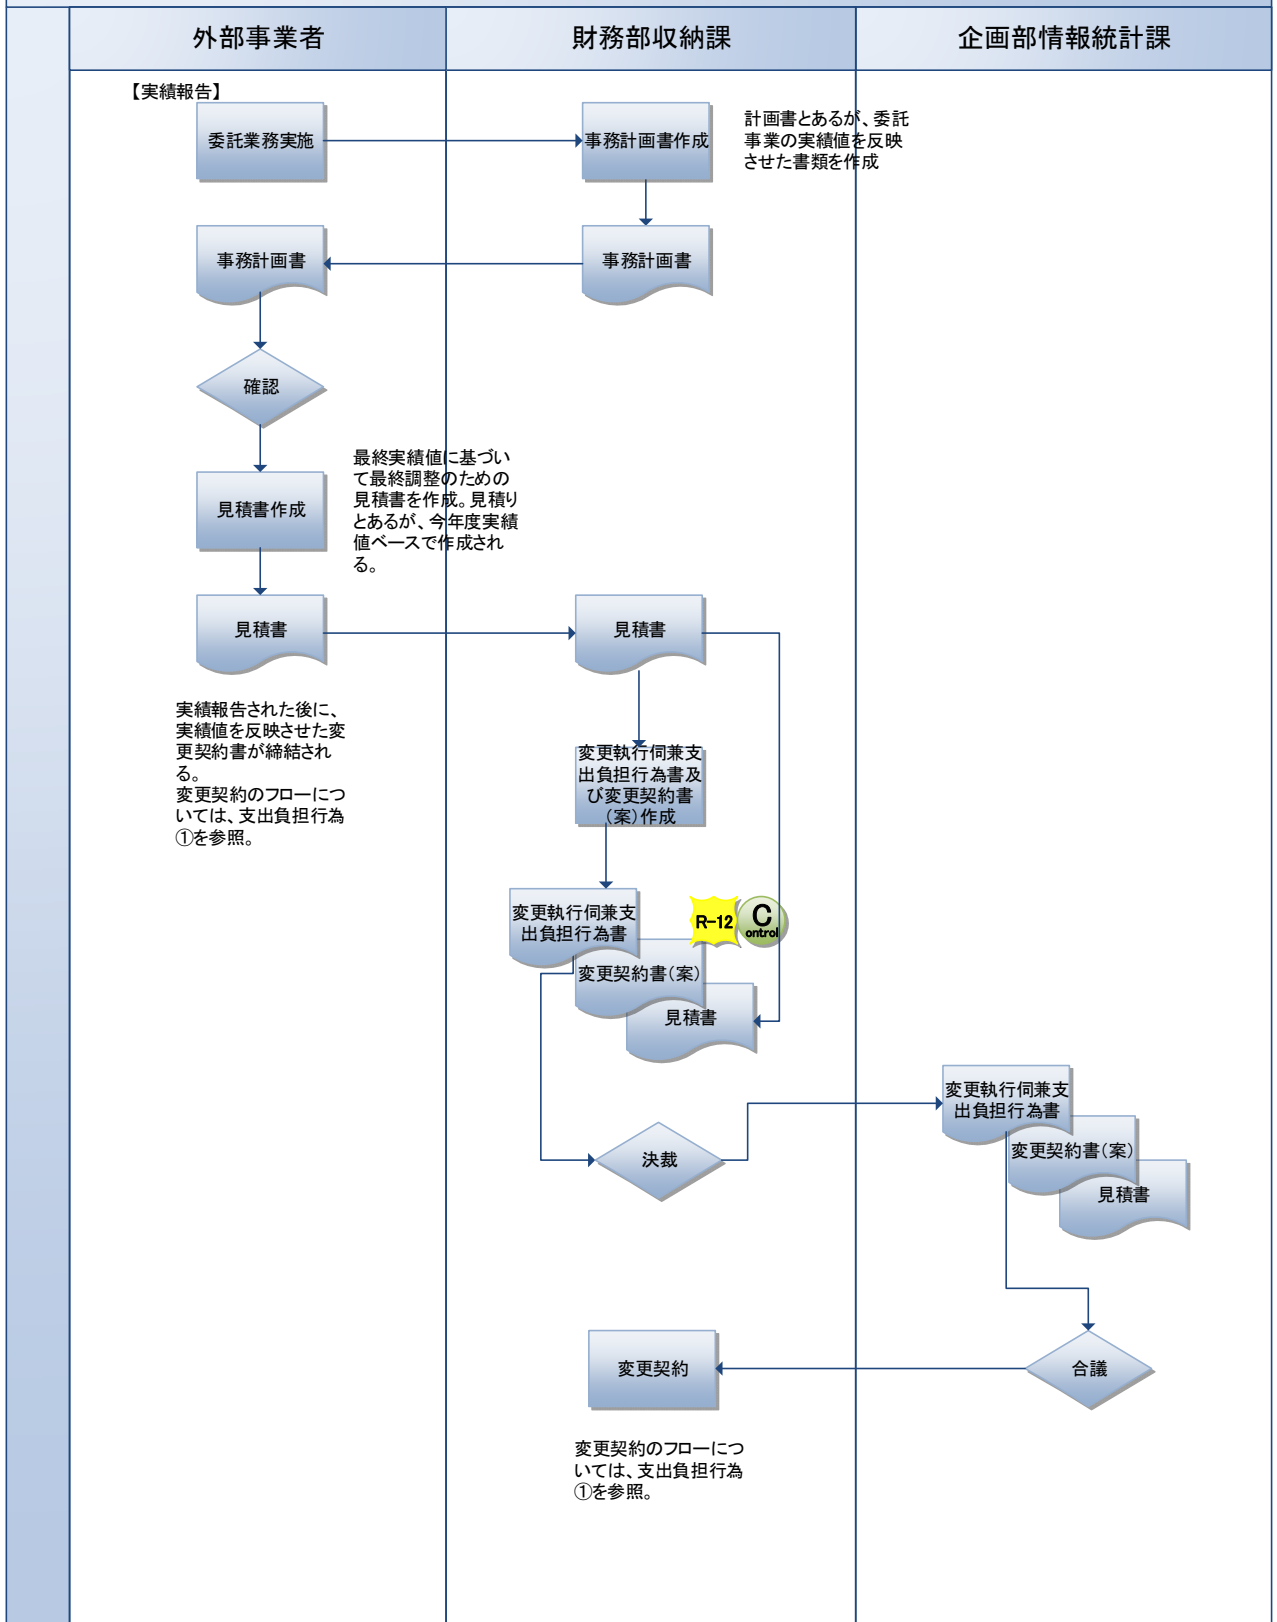 外部事業者
財務部収納課
企画部情報統計課
【実績報告】
委託業務実施
事務計画書作成
計画書とあるが、委託
事業の実績値を反映
させた書類を作成
事務計画書
事務計画書
確認
見積書作成
最終実績値に基づい
て最終調整のための
見積書を作成。見積り
とあるが、今年度実績
値ベースで作成され
る。
見積書
見積書
実績報告された後に、
実績値を反映させた変
更契約書が締結され
る。
変更契約のフローにつ
いては、支出負担行為
①を参照。
変更執行伺兼支
出負担行為書及
び変更契約書
（案）作成
変更執行伺兼支
出負担行為書
R-12
C
ontrol
変更契約書（案）
見積書
変更執行伺兼支
出負担行為書
変更契約書（案）
見積書
決裁
合議
変更契約
変更契約のフローにつ
いては、支出負担行為
①を参照。